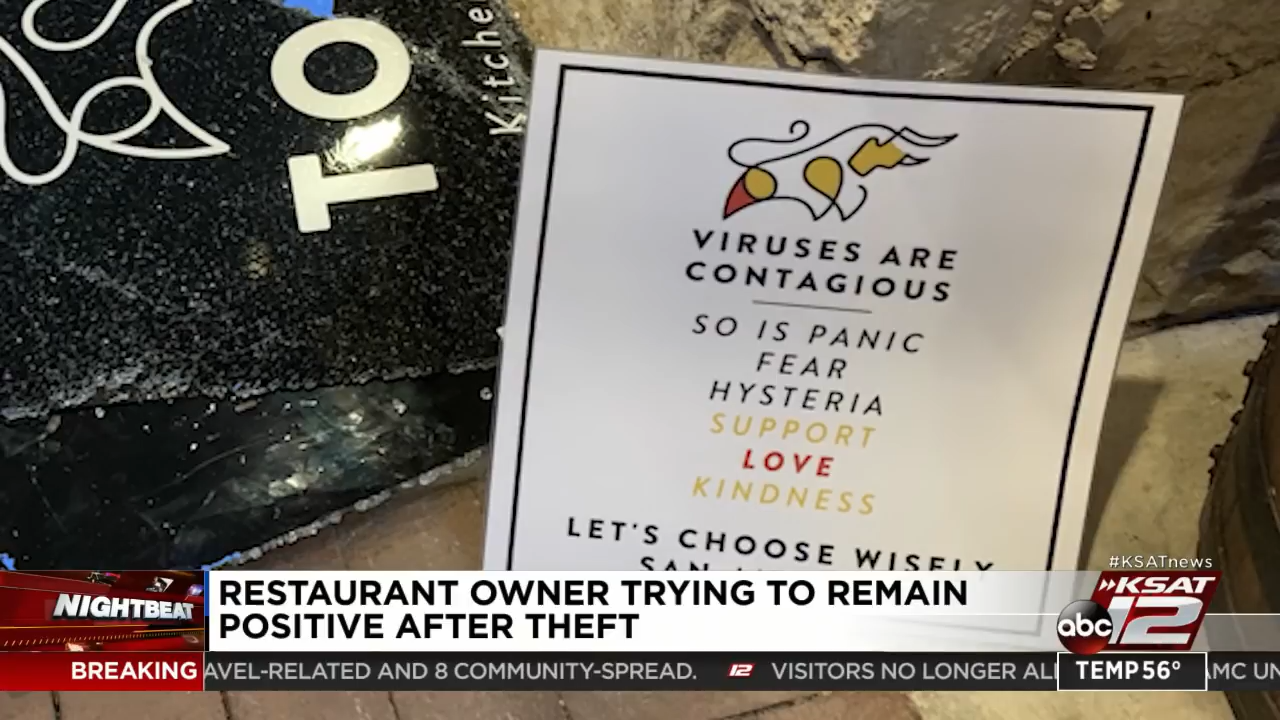 TO
Kitche
VIRUSES ARE
CONTAGIOUS
SO IS PANIC
FEAR
HYSTERIA
SUPPORT
LOVE
KINDNESS
LET'S CHOOSE WISELY
#KSATnews
NIGHTBEAT
RESTAURANT OWNER TRYING TO REMAIN
POSITIVE AFTER THEFT
abc
KSAT
12
BREAKING
AVEL-RELATED AND 8 COMMUNITY-SPREAD. 12 VISITORS NO LONGER AL
TEMP 56°
AMC UN